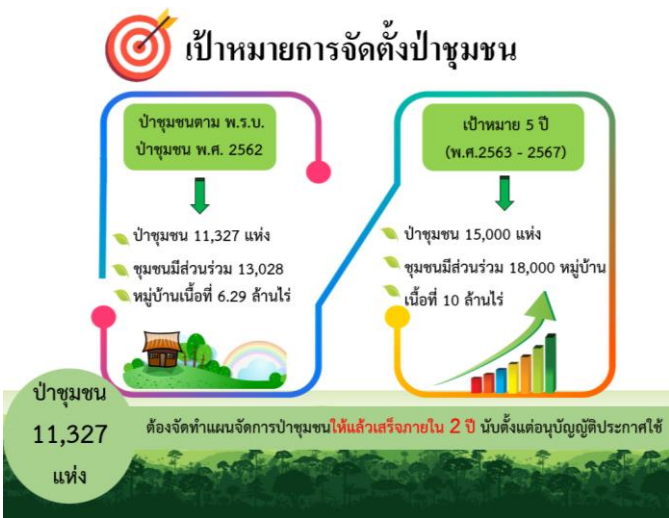 เป้าหมายการจัดตั้งป่าชุมชน
ป่าชุมชนตาม พ.ร.บ.
ป่าชุมชน พ.ศ. 2562
ป่าชุมชน 11,327 แห่ง
ชุมชนมีส่วนร่วม 13,028
หมู่บ้านเนื้อที่ 6.29 ล้านไร่
เป้าหมาย 5 ปี
(พ.ศ.2563 - 2567)
ป่าชุมชน 15,000 แห่ง
ชุมชนมีส่วนร่วม 18,000 หมู่บ้าน
เนื้อที่ 10 ล้านไร่
ป่าชุมชน
11,327
แห่ง
ต้องจัดทำแผนจัดการป่าชุมชนให้แล้วเสร็จภายใน 2 ปี นับตั้งแต่อนุบัญญัติประกาศใช้